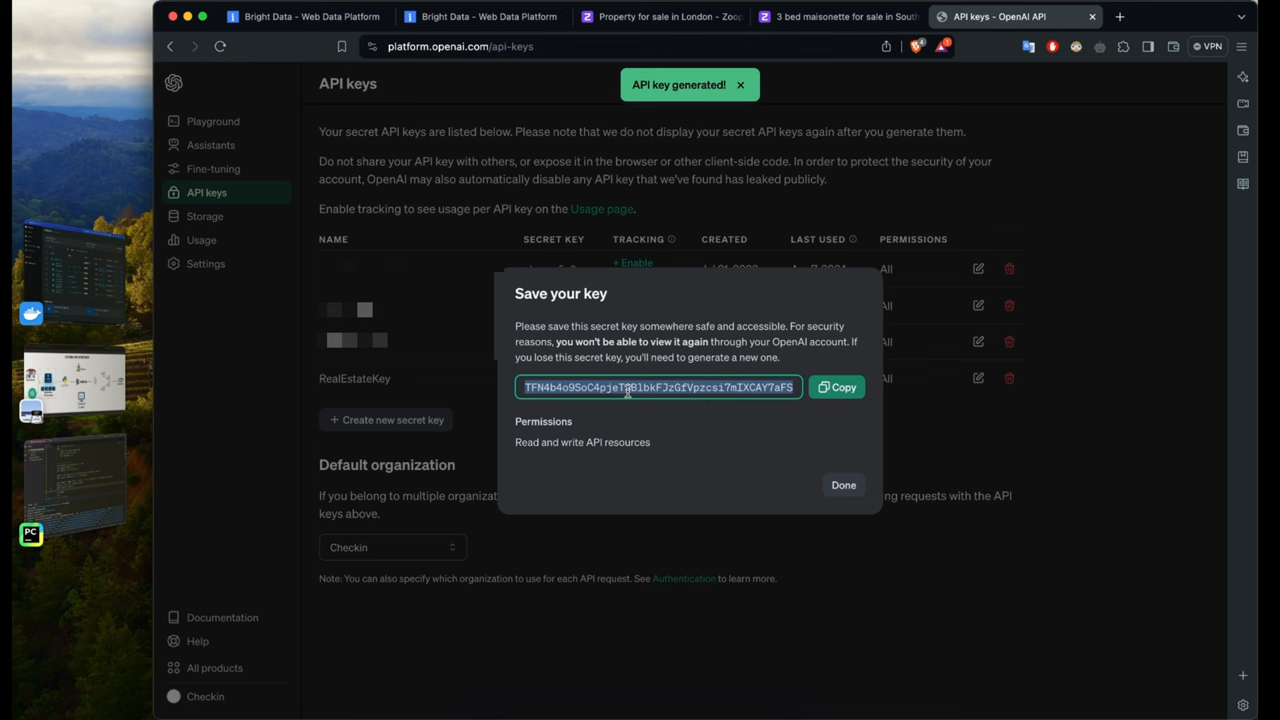 Bright Data - Web Data Platform
Bright Data - Web Data Platform
Property for sale in London - Zoop
3 bed maisonette for sale in South
API keys - OpenAI API
platform.openai.com/api-keys
VPN
API keys
API key generated!
Playground
Assistants
Fine-tuning
API keys
Storage
Usage
Settings
Your secret API keys are listed below. Please note that we do not display your secret API keys again after you generate them.
Do not share your API key with others, or expose it in the browser or other client-side code. In order to protect the security of your
account, OpenAI may also automatically disable any API key that we've found has leaked publicly.
Enable tracking to see usage per API key on the Usage page.
NAME SECRET KEY TRACKING CREATED LAST USED PERMISSIONS
+ Enable
All
All
All
RealEstateKey
All
Save your key
Please save this secret key somewhere safe and accessible. For security
reasons, you won't be able to view it again through your OpenAI account. If
you lose this secret key, you'll need to generate a new one.
Copy
Permissions
Read and write API resources
Done
+ Create new secret key
Default organization
If you belong to multiple organizat
ng requests with the API
keys above.
Checkin
Note: You can also specify which organization to use for each API request. See Authentication to learn more.
Documentation
Help
All products
Checkin
PC